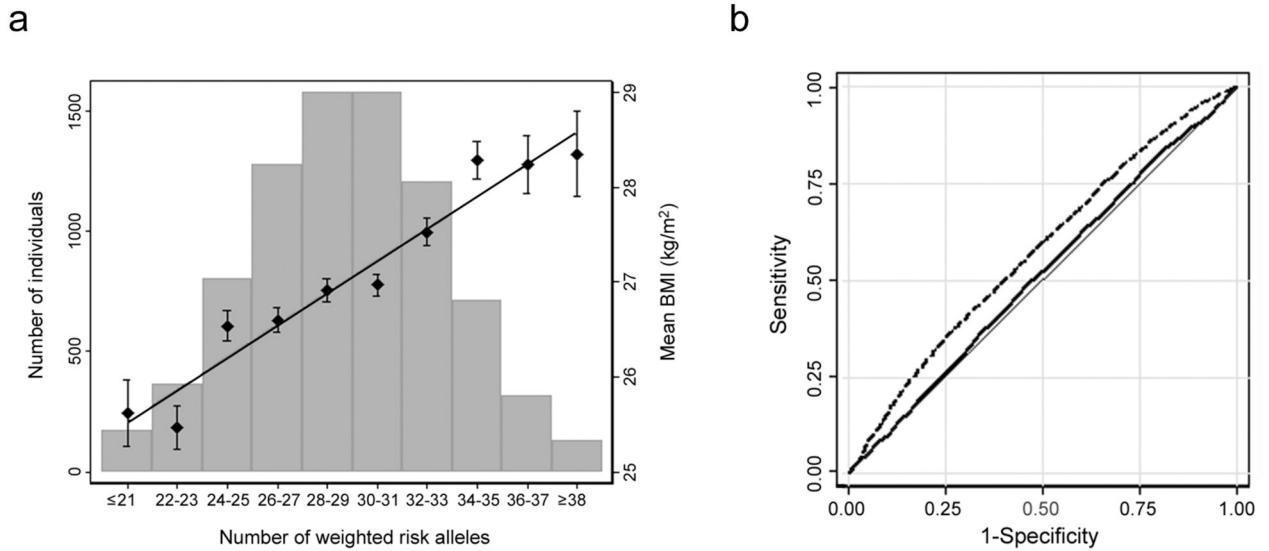 a
b
1500
1000
500
0
Number of individuals
29
28
27
26
25
Mean BMI (kg/m²)
≤21 22-23 24-25 26-27 28-29 30-31 32-33 34-35 36-37 ≥38
Number of weighted risk alleles
1.00
0.75
0.50
0.25
0.00
Sensitivity
0.00 0.25 0.50 0.75 1.00
1-Specificity